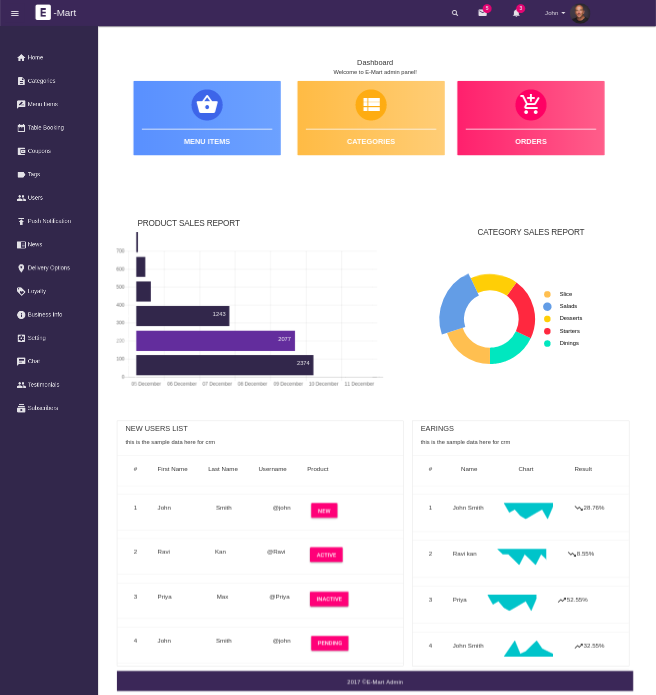 E -Mart
5
3
John
Home
Categories
Menu Items
Table Booking
Coupons
Tags
Users
Push Notification
News
Delivery Options
Loyalty
Business Info
Setting
Chat
Testimonials
Subscribers
Dashboard
Welcome to E-Mart admin panel!
MENU ITEMS
CATEGORIES
ORDERS
PRODUCT SALES REPORT
700
600
500
400
300
200
100
0
1243
2077
2374
05 December 06 December 07 December 08 December 09 December 10 December 11 December
CATEGORY SALES REPORT
Slice
Salads
Desserts
Starters
Dinings
NEW USERS LIST
this is the sample data here for crm
# First Name Last Name Username Product
1 John Smith @john NEW
2 Ravi Kan @Ravi ACTIVE
3 Priya Max @Priya INACTIVE
4 John Smith @john PENDING
EARINGS
this is the sample data here for crm
# Name Chart Result
1 John Smith 28.76%
2 Ravi kan 8.55%
3 Priya 52.55%
4 John Smith 32.55%
2017 ©E-Mart Admin